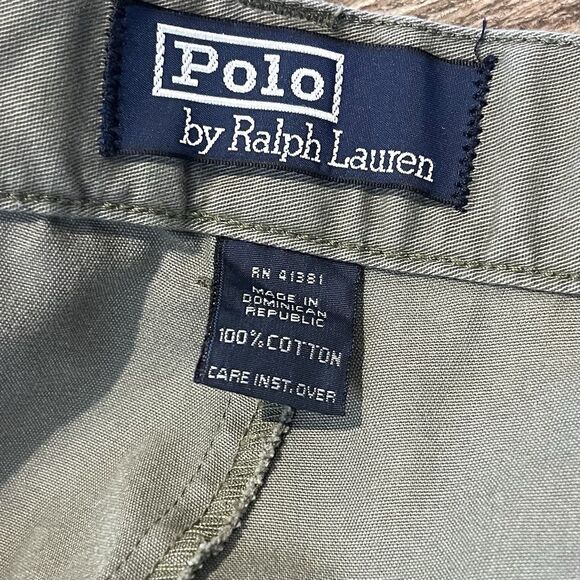 Polo
by Ralph Lauren
RN 41381
MADE IN
DOMINICAN
REPUBLIC
100% COTTON
CARE INST. OVER